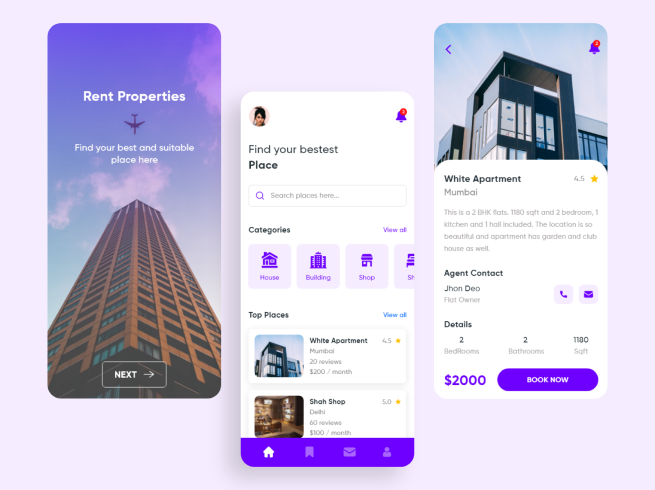 Rent Properties
Find your best and suitable
place here
NEXT
Find your bestest
Place
Search places here...
Categories
View all
House
Building
Shop
Sh
Top Places
View all
White Apartment
4.5
Mumbai
20 reviews
$200 / month
Shah Shop
5.0
Delhi
60 reviews
$100 / month
2
White Apartment
4.5
Mumbai
This is a 2 BHK flats, 1180 sqft and 2 bedroom, 1
kitchen and 1 hall included. The location is so
beautiful and apartment has garden and club
house as well.
Agent Contact
Jhon Deo
Flat Owner
Details
2
2
1180
BedRooms
Bathrooms
Sqft
$2000
BOOK NOW